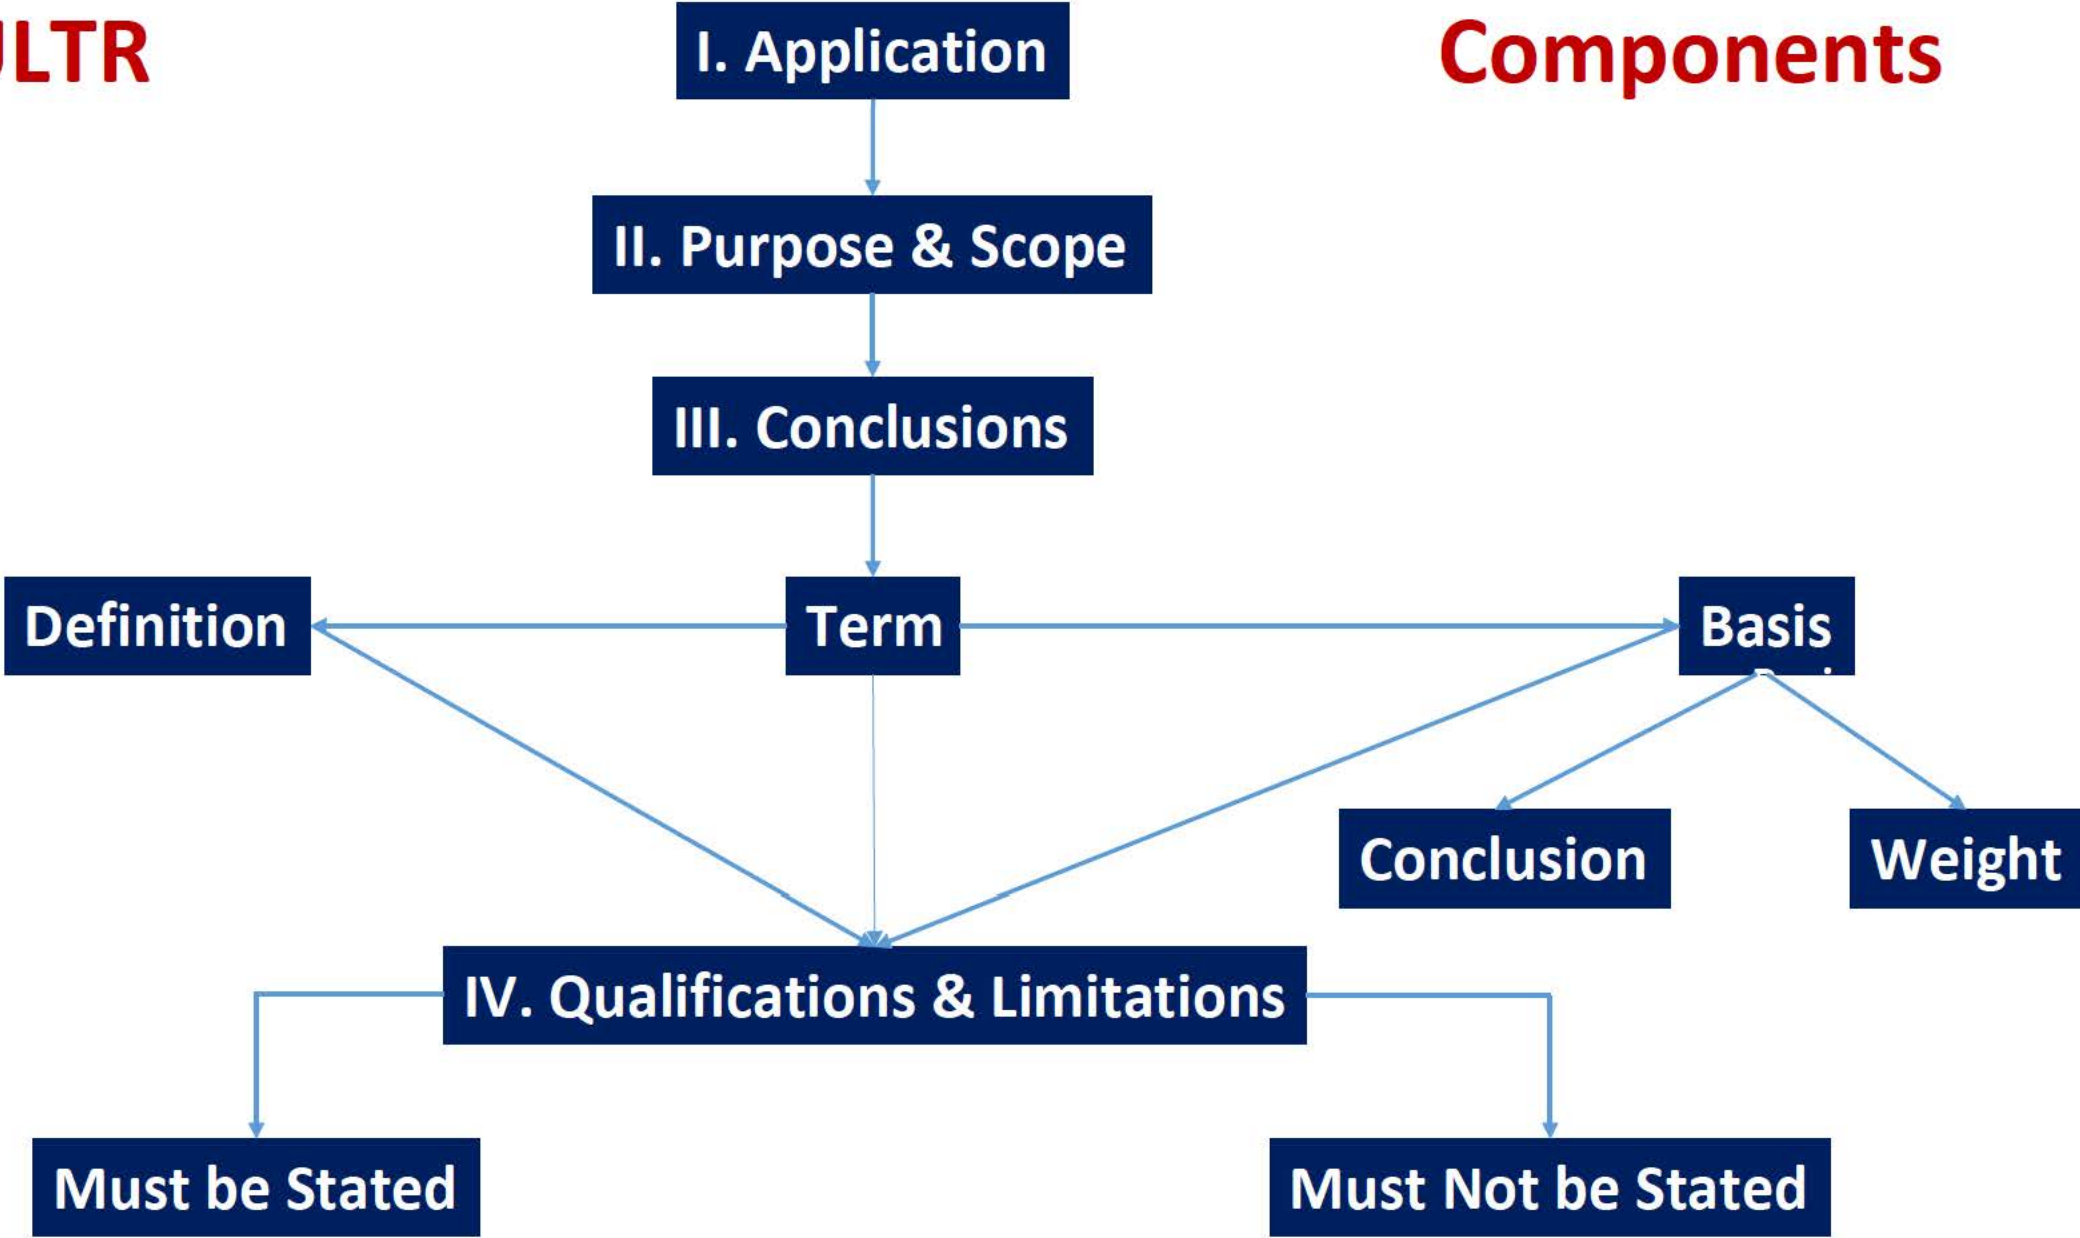 ULTR
Components
I. Application
II. Purpose & Scope
III. Conclusions
Definition
Term
Basis
Conclusion
Weight
IV. Qualifications & Limitations
Must be Stated
Must Not be Stated